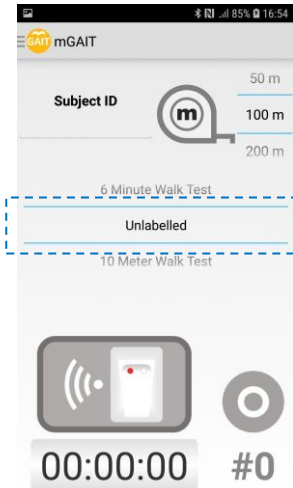 85% 16:54
GAIT mGAIT
50 m
Subject ID
m
100 m
200 m
6 Minute Walk Test
Unlabelled
10 Meter Walk Test
00:00:00 #0